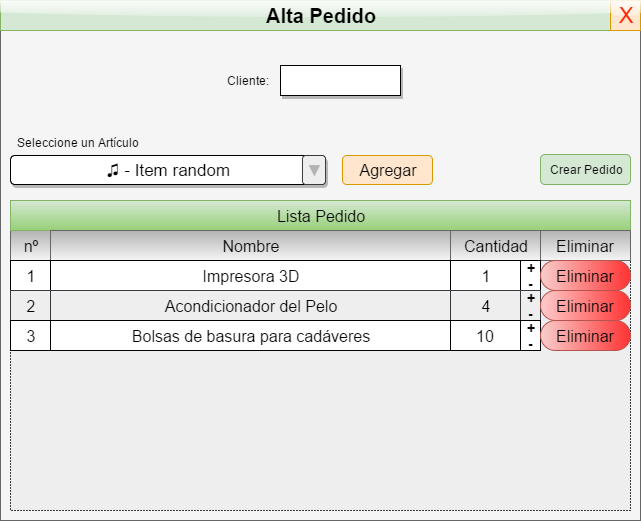 Alta Pedido X
Cliente:
Seleccione un Artículo
♫ - Item random ▼ Agregar Crear Pedido
Lista Pedido
nº Nombre Cantidad Eliminar
1 Impresora 3D 1 + - Eliminar
2 Acondicionador del Pelo 4 + - Eliminar
3 Bolsas de basura para cadáveres 10 + - Eliminar